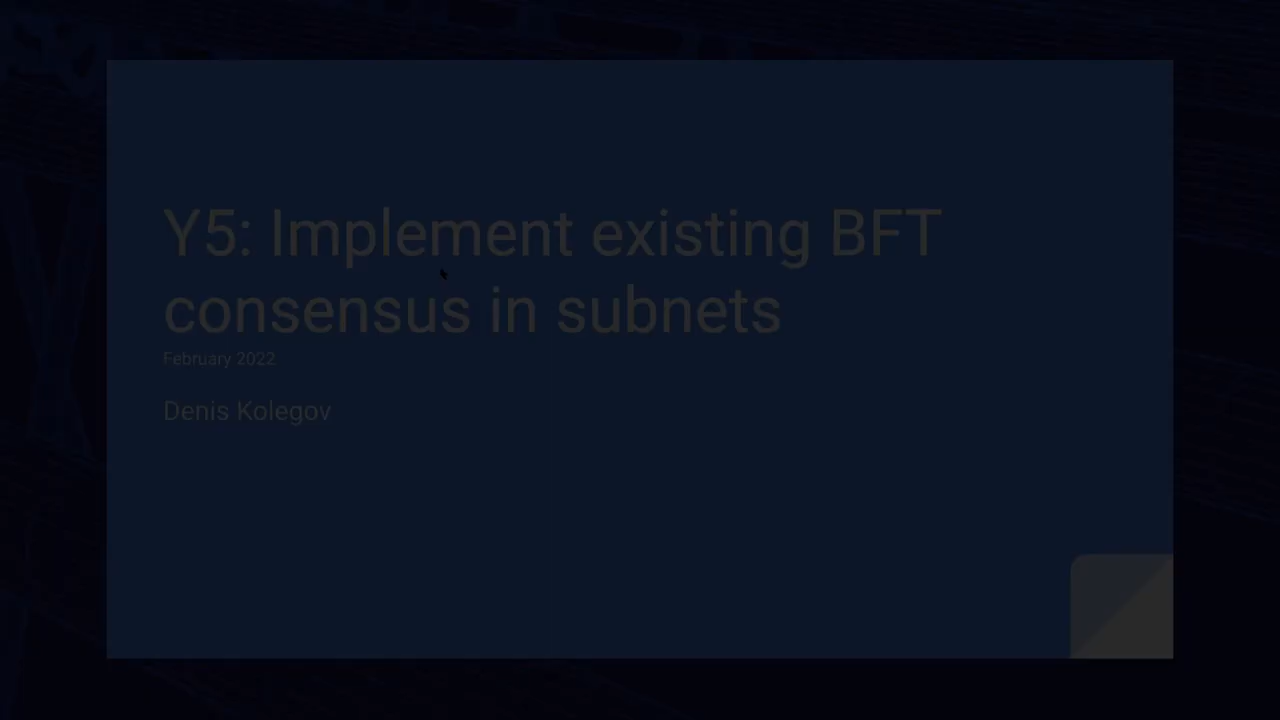 Y5: Implement existing BFT
consensus in subnets
February 2022
Denis Kolegov